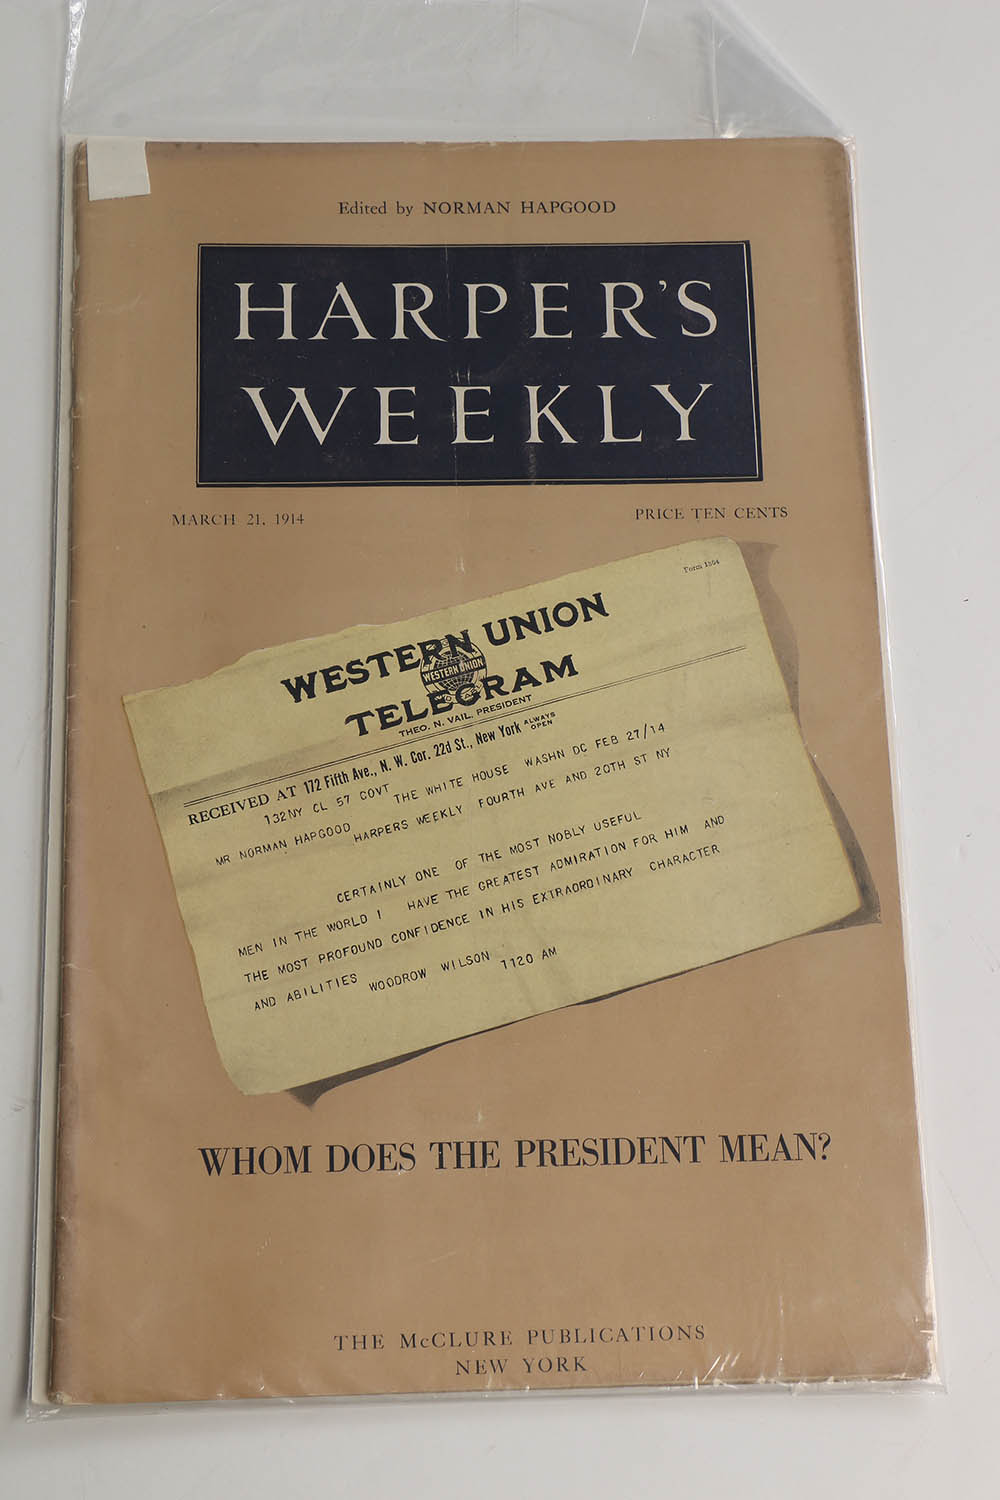 Edited by NORMAN HAPGOOD
HARPER'S
WEEKLY
MARCH 21, 1914
PRICE TEN CENTS
Form 1864
WESTERN UNION
WESTERN UNION
TELEGRAM
THEO. N. VAIL, PRESIDENT
RECEIVED AT 172 Fifth Ave., N. W. Cor. 22d St., New York ALWAYS OPEN
132NY CL 57 COVT THE WHITE HOUSE WASHN DC FEB 27/14
MR NORMAN HAPGOOD
HARPERS WEEKLY FOURTH AVE AND 20TH ST NY
CERTAINLY ONE OF THE MOST NOBLY USEFUL
MEN IN THE WORLD I HAVE THE GREATEST ADMIRATION FOR HIM AND
THE MOST PROFOUND CONFIDENCE IN HIS EXTRAORDINARY CHARACTER
AND ABILITIES WOODROW WILSON 1120 AM
WHOM DOES THE PRESIDENT MEAN?
THE McCLURE PUBLICATIONS
NEW YORK